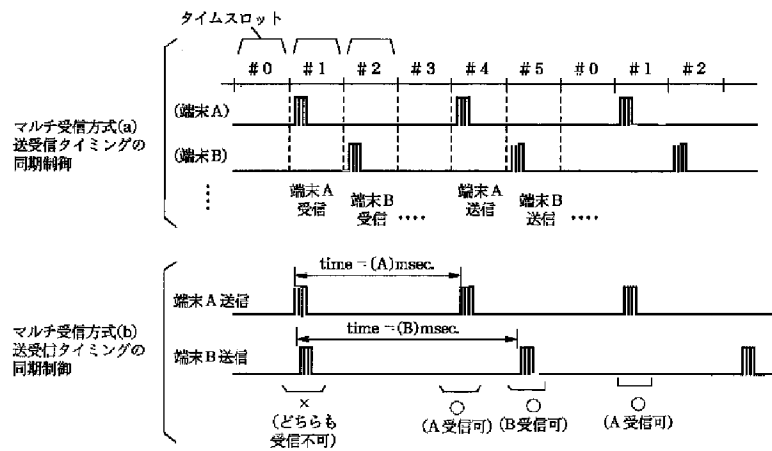 タイムスロット
#0 #1 #2 #3 #4 #5 #0 #1 #2
マルチ受信方式(a)
送受信タイミングの
同期制御
(端末A)
(端末B)
端末A
受信
端末B
受信
端末A
送信
端末B
送信
マルチ受信方式(b)
送受信タイミングの
同期制御
time=(A)msec.
端末A送信
time=(B)msec.
端末B送信
×
(どちらも
受信不可)
○
(A受信可)
○
(B受信可)
○
(A受信可)